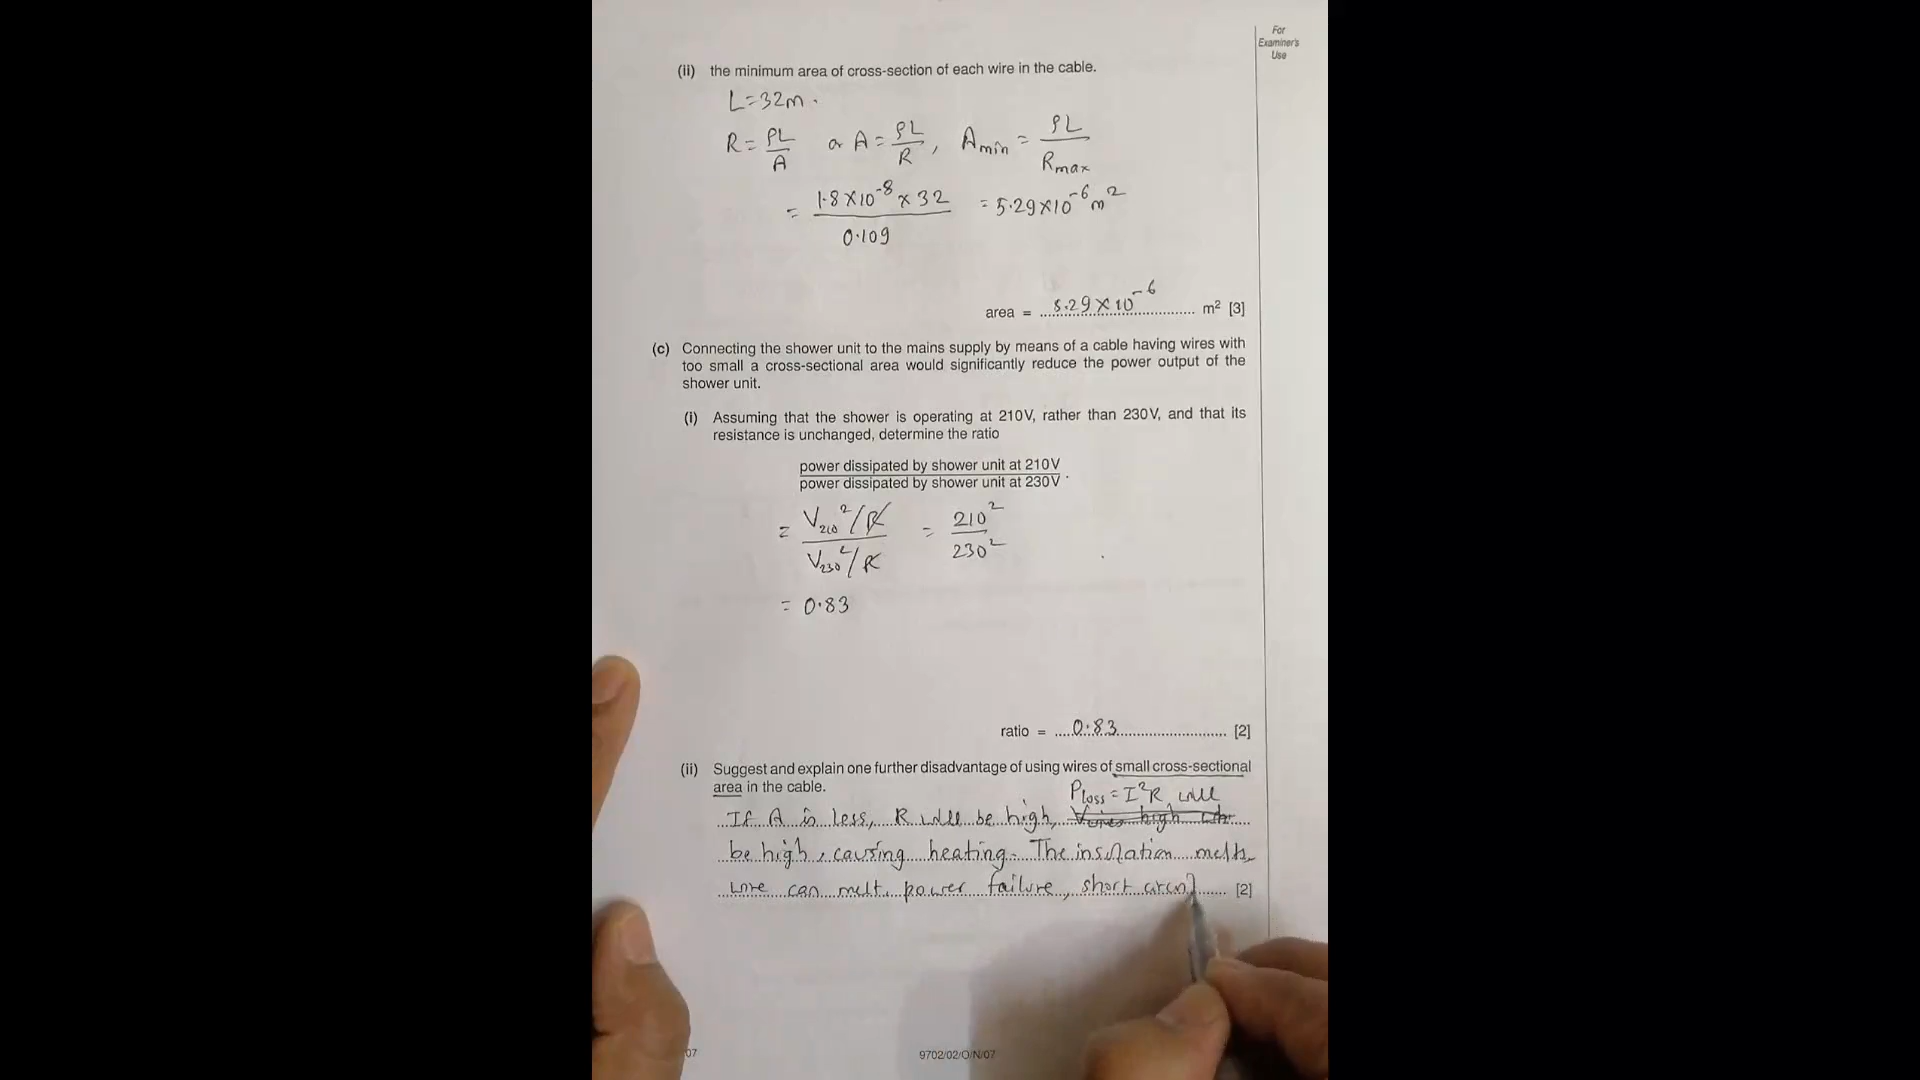 For
Examiner's
Use
(ii) the minimum area of cross-section of each wire in the cable.
L=32m.
R = ρL/A or A = ρL/R, Amin = ρL/Rmax
= 1.8×10⁻⁸ × 32 / 0.109 = 5.29×10⁻⁶ m²
area = 5.29×10⁻⁶ m² [3]
(c) Connecting the shower unit to the mains supply by means of a cable having wires with
too small a cross-sectional area would significantly reduce the power output of the
shower unit.
(i) Assuming that the shower is operating at 210V, rather than 230V, and that its
resistance is unchanged, determine the ratio
power dissipated by shower unit at 210V
power dissipated by shower unit at 230V.
= V₂₁₀²/R / V₂₃₀²/R = 210² / 230²
= 0.83
ratio = 0.83 [2]
(ii) Suggest and explain one further disadvantage of using wires of small cross-sectional
area in the cable.
Ploss = I²R will
If A is less, R will be high,
be high, causing heating. The insulation melts,
wire can melt, power failure, short [2]
07
9702/02/O/N/07